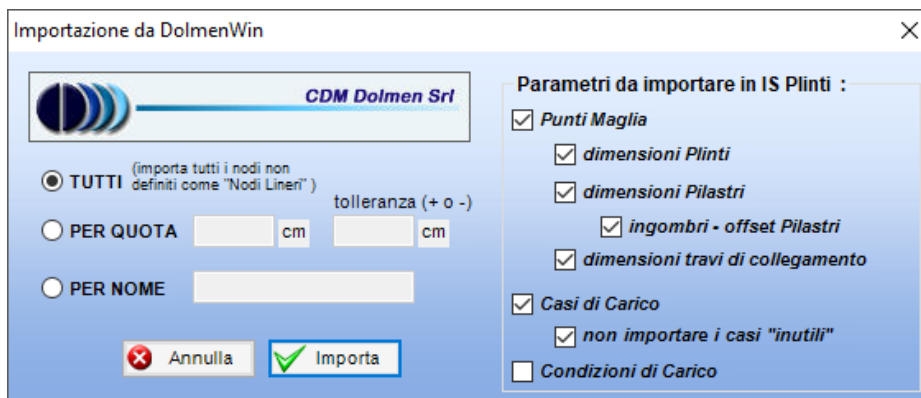 Importazione da DolmenWin
CDM Dolmen Srl
TUTTI (importa tutti i nodi non
definiti come "Nodi Lineri" )
tolleranza (+ o -)
PER QUOTA cm cm
PER NOME
Annulla Importa
Parametri da importare in IS Plinti :
Punti Maglia
dimensioni Plinti
dimensioni Pilastri
ingombri - offset Pilastri
dimensioni travi di collegamento
Casi di Carico
non importare i casi "inutili"
Condizioni di Carico